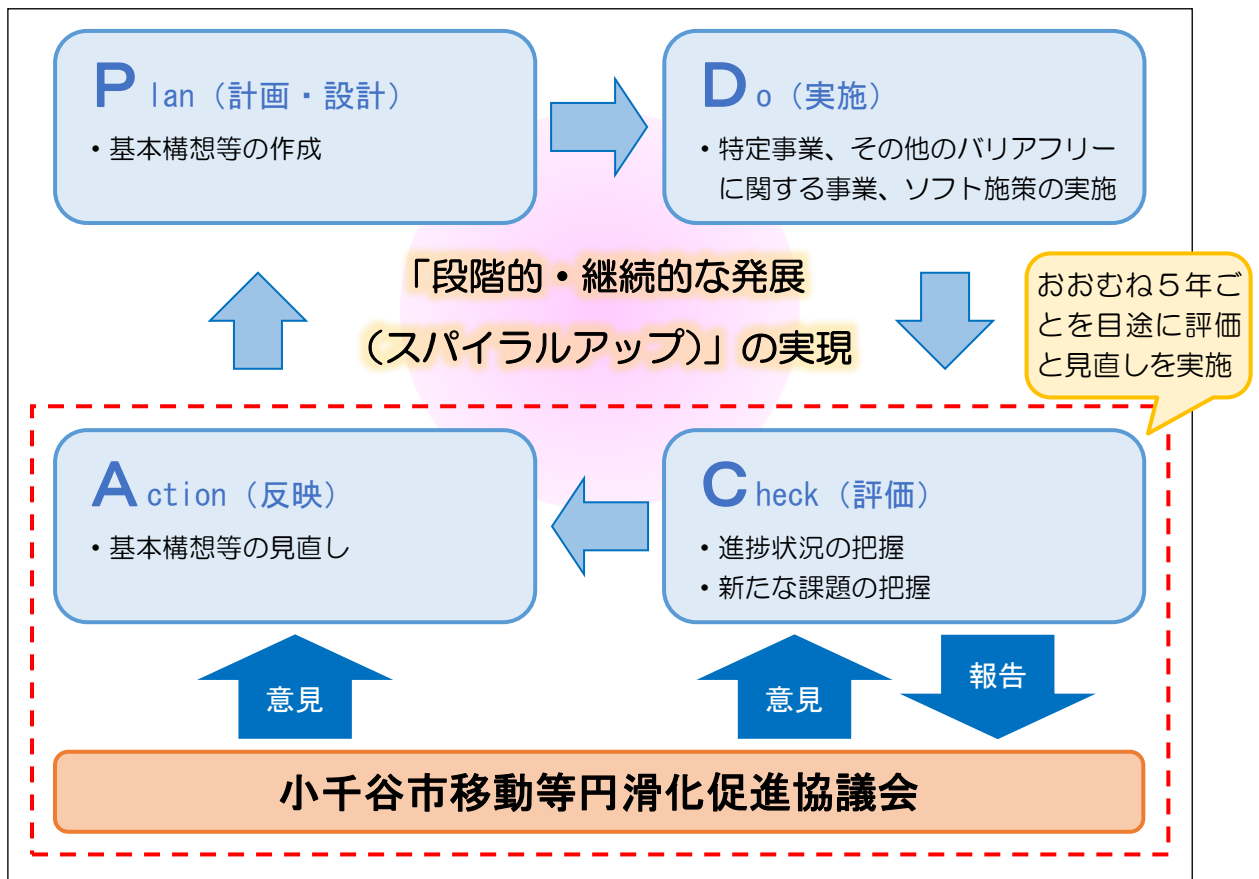 Plan（計画・設計）
・基本構想等の作成
Do（実施）
・特定事業、その他のバリアフリー
に関する事業、ソフト施策の実施
「段階的・継続的な発展
（スパイラルアップ）」の実現
おおむね５年ご
とを目途に評価
と見直しを実施
Action（反映）
・基本構想等の見直し
Check（評価）
・進捗状況の把握
・新たな課題の把握
意見
意見
報告
小千谷市移動等円滑化促進協議会